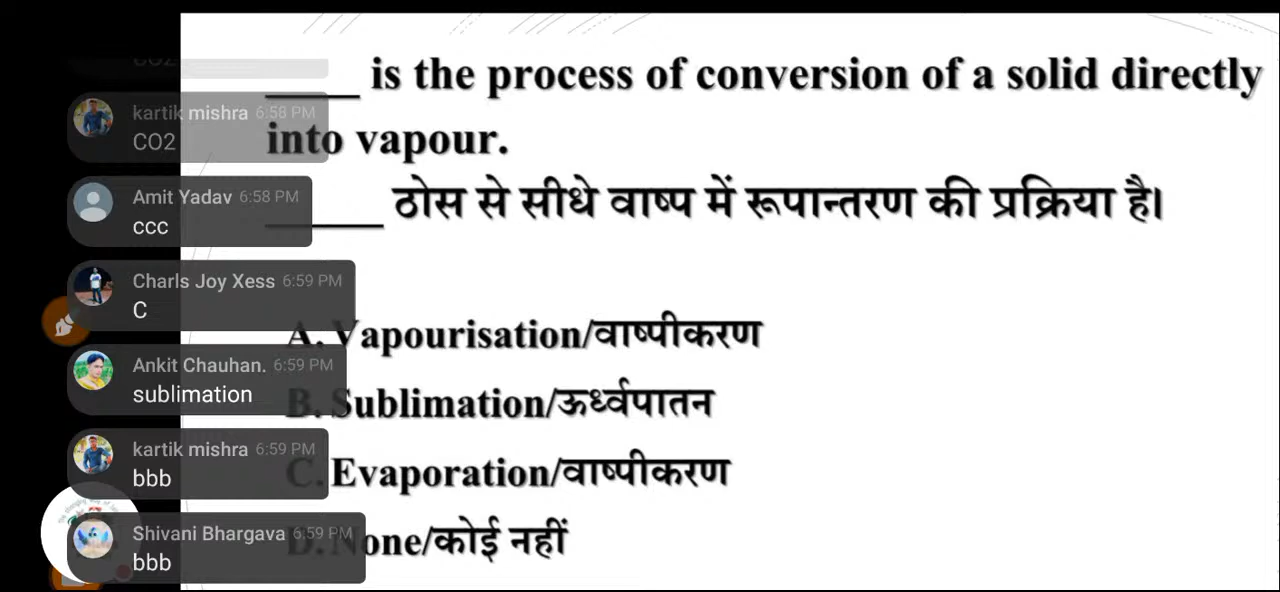 CO2
kartik mishra 6:58 PM
CO2
Amit Yadav 6:58 PM
ccc
Charls Joy Xess 6:59 PM
C
Ankit Chauhan. 6:59 PM
sublimation
kartik mishra 6:59 PM
bbb
Shivani Bhargava 6:59 PM
bbb
____ is the process of conversion of a solid directly
into vapour.
_____ ठोस से सीधे वाष्प में रूपान्तरण की प्रक्रिया है।
A. Vapourisation/वाष्पीकरण
B. Sublimation/ऊर्ध्वपातन
C. Evaporation/वाष्पीकरण
D. None/कोई नहीं